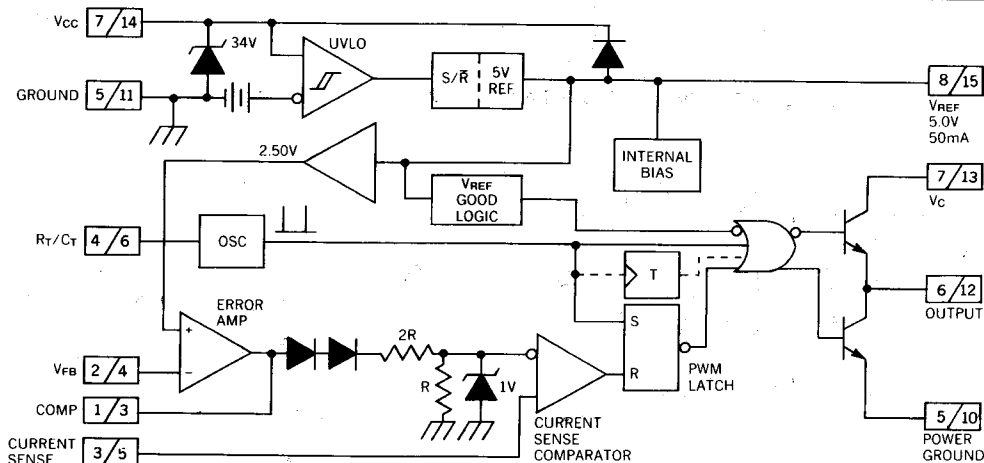 Vcc 7/14
34V
UVLO
S/R̅
5V REF
8/15
VREF
5.0V
50mA
GROUND 5/11
2.50V
INTERNAL BIAS
VREF GOOD LOGIC
7/13
Vc
RT/CT 4/6
OSC
T
6/12
OUTPUT
ERROR AMP
+
−
2R
S
R
PWM LATCH
VFB 2/4
R
1V
COMP 1/3
CURRENT SENSE 3/5
CURRENT SENSE COMPARATOR
5/10
POWER GROUND